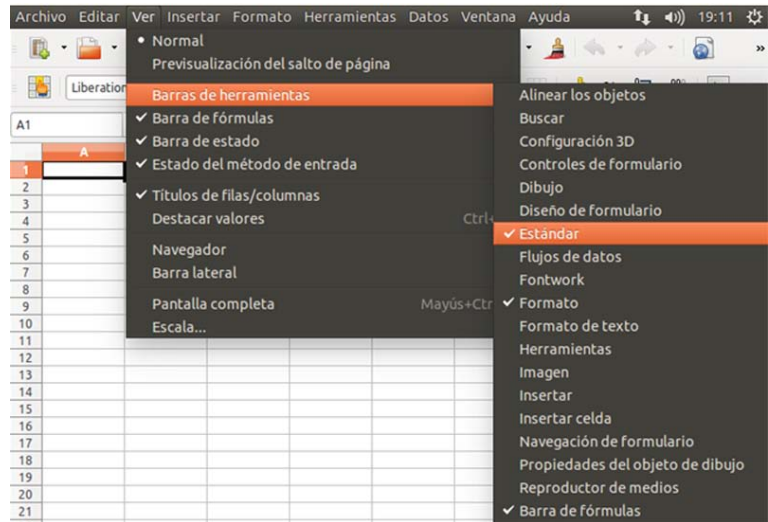 Archivo Editar Ver Insertar Formato Herramientas Datos Ventana Ayuda 19:11
Normal
Previsualización del salto de página
Liberation
Barras de herramientas
Barra de fórmulas
Barra de estado
Estado del método de entrada
Títulos de filas/columnas
Destacar valores Ctrl+
Navegador
Barra lateral
Pantalla completa Mayús+Ctr
Escala...
Alinear los objetos
Buscar
Configuración 3D
Controles de formulario
Dibujo
Diseño de formulario
Estándar
Flujos de datos
Fontwork
Formato
Formato de texto
Herramientas
Imagen
Insertar
Insertar celda
Navegación de formulario
Propiedades del objeto de dibujo
Reproductor de medios
Barra de fórmulas
A1
A
1
2
3
4
5
6
7
8
9
10
11
12
13
14
15
16
17
18
19
20
21